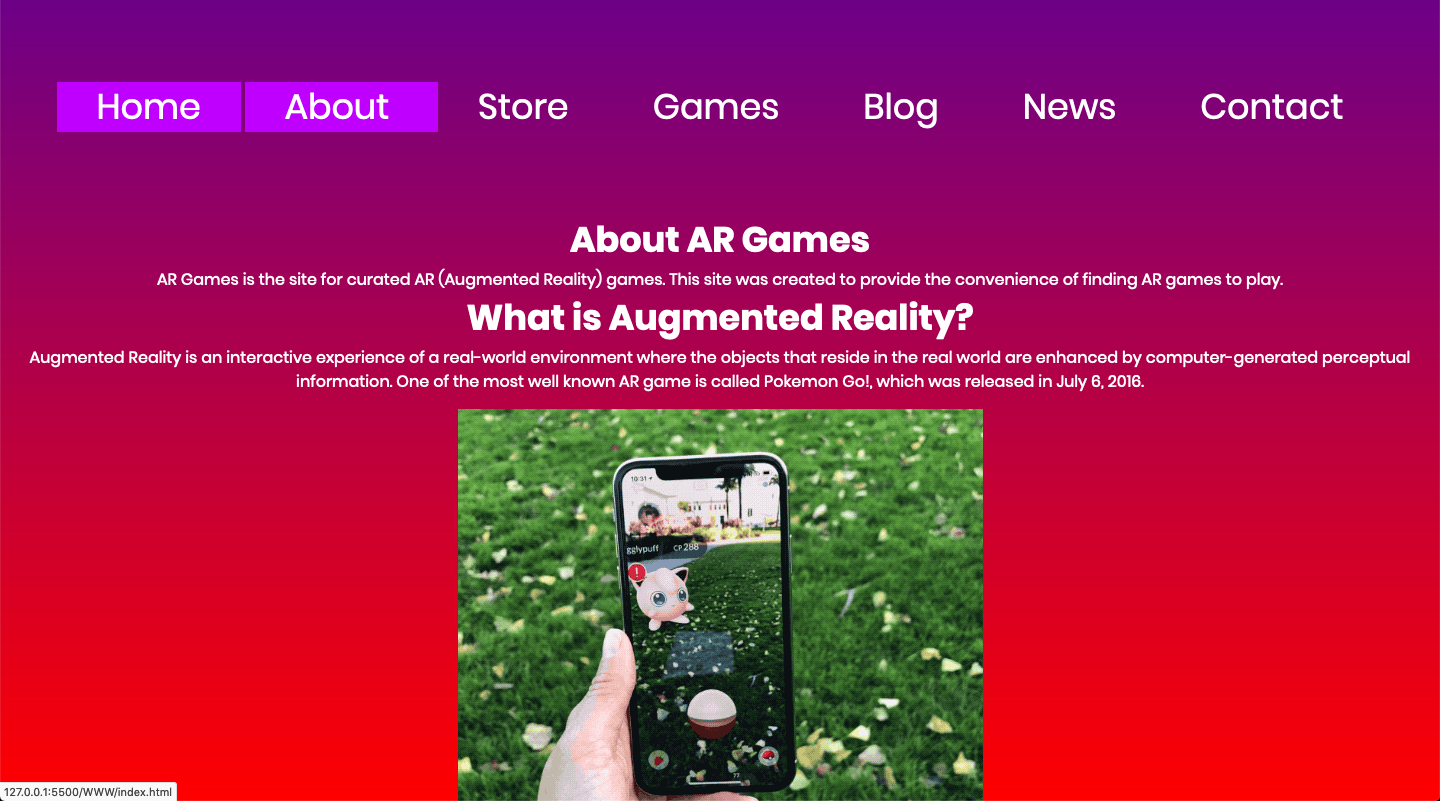 Home About Store Games Blog News Contact
About AR Games
AR Games is the site for curated AR (Augmented Reality) games. This site was created to provide the convenience of finding AR games to play.
What is Augmented Reality?
Augmented Reality is an interactive experience of a real-world environment where the objects that reside in the real world are enhanced by computer-generated perceptual
information. One of the most well known AR game is called Pokemon Go!, which was released in July 6, 2016.
10:31
gglypuff CP288
!
77
127.0.0.1:5500/WWW/index.html